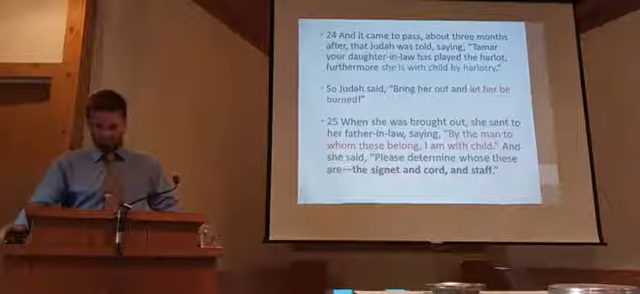 • 24 And it came to pass, about three months
after, that Judah was told, saying, "Tamar
your daughter-in-law has played the harlot,
furthermore she is with child by harlotry."
• So Judah said, "Bring her out and let her be
burned!"
• 25 When she was brought out, she sent to
her father-in-law, saying, "By the man to
whom these belong, I am with child." And
she said, "Please determine whose these
are—the signet and cord, and staff."